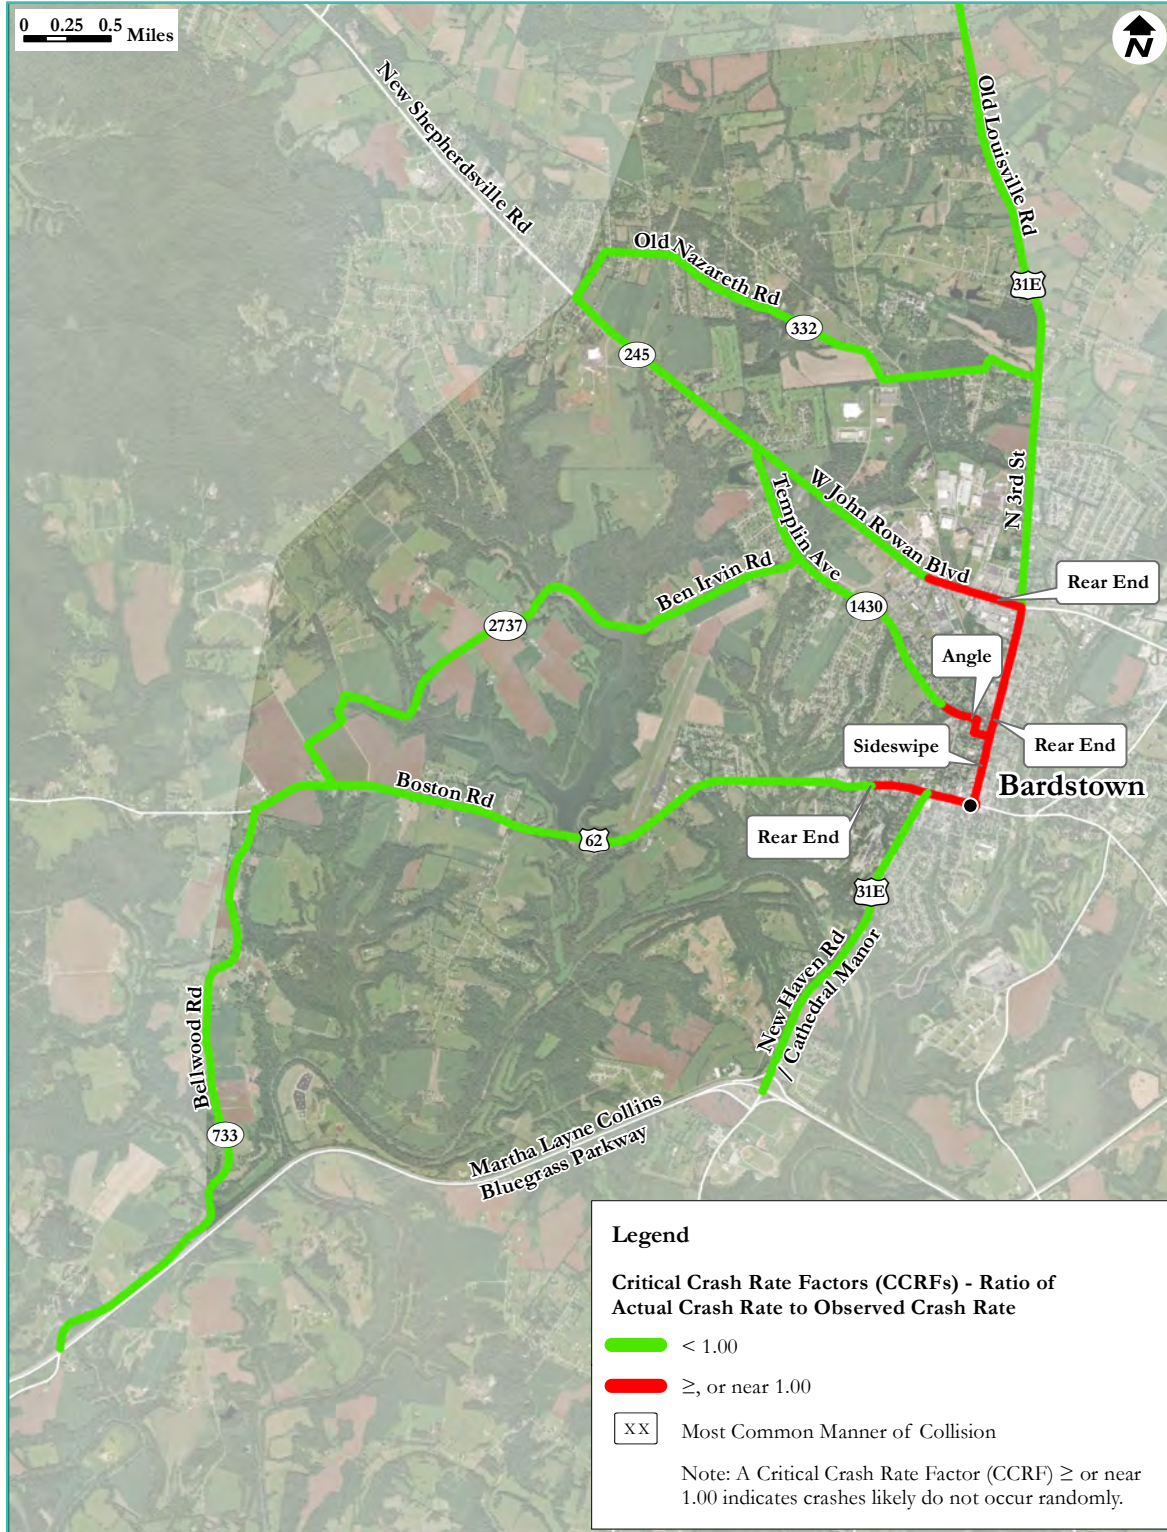 0 0.25 0.5
Miles
N
New Shepherdsville Rd
Old Louisville Rd
31E
Old Nazareth Rd
332
245
N 3rd St
W John Rowan Blvd
Templin Ave
Ben Irvin Rd
Rear End
1430
2737
Angle
Sideswipe
Rear End
Bardstown
Boston Rd
62
Rear End
31E
New Haven Rd
/ Cathedral Manor
Bellwood Rd
733
Martha Layne Collins
Bluegrass Parkway
Legend
Critical Crash Rate Factors (CCRFs) - Ratio of
Actual Crash Rate to Observed Crash Rate
< 1.00
≥, or near 1.00
XX
Most Common Manner of Collision
Note: A Critical Crash Rate Factor (CCRF) ≥ or near
1.00 indicates crashes likely do not occur randomly.